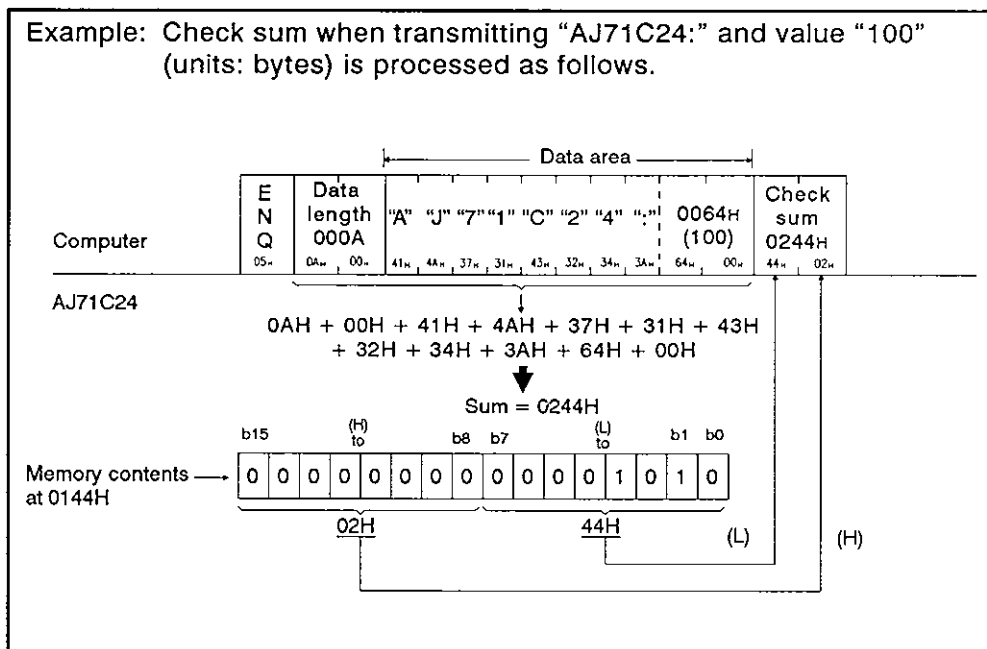 Example: Check sum when transmitting “AJ71C24:” and value “100”
(units: bytes) is processed as follows.
Data area
E N Q
Data length 000A
“A” “J” “7” “1” “C” “2” “4” “:”
0064H (100)
Check sum 0244H
Computer
05H 0AH 00H 41H 4AH 37H 31H 43H 32H 34H 3AH 64H 00H 44H 02H
AJ71C24
0AH + 00H + 41H + 4AH + 37H + 31H + 43H
+ 32H + 34H + 3AH + 64H + 00H
Sum = 0244H
b15 (H) to b8 b7 (L) to b1 b0
Memory contents at 0144H
0 0 0 0 0 0 0 0 0 0 0 0 1 0 1 0
02H 44H (L) (H)